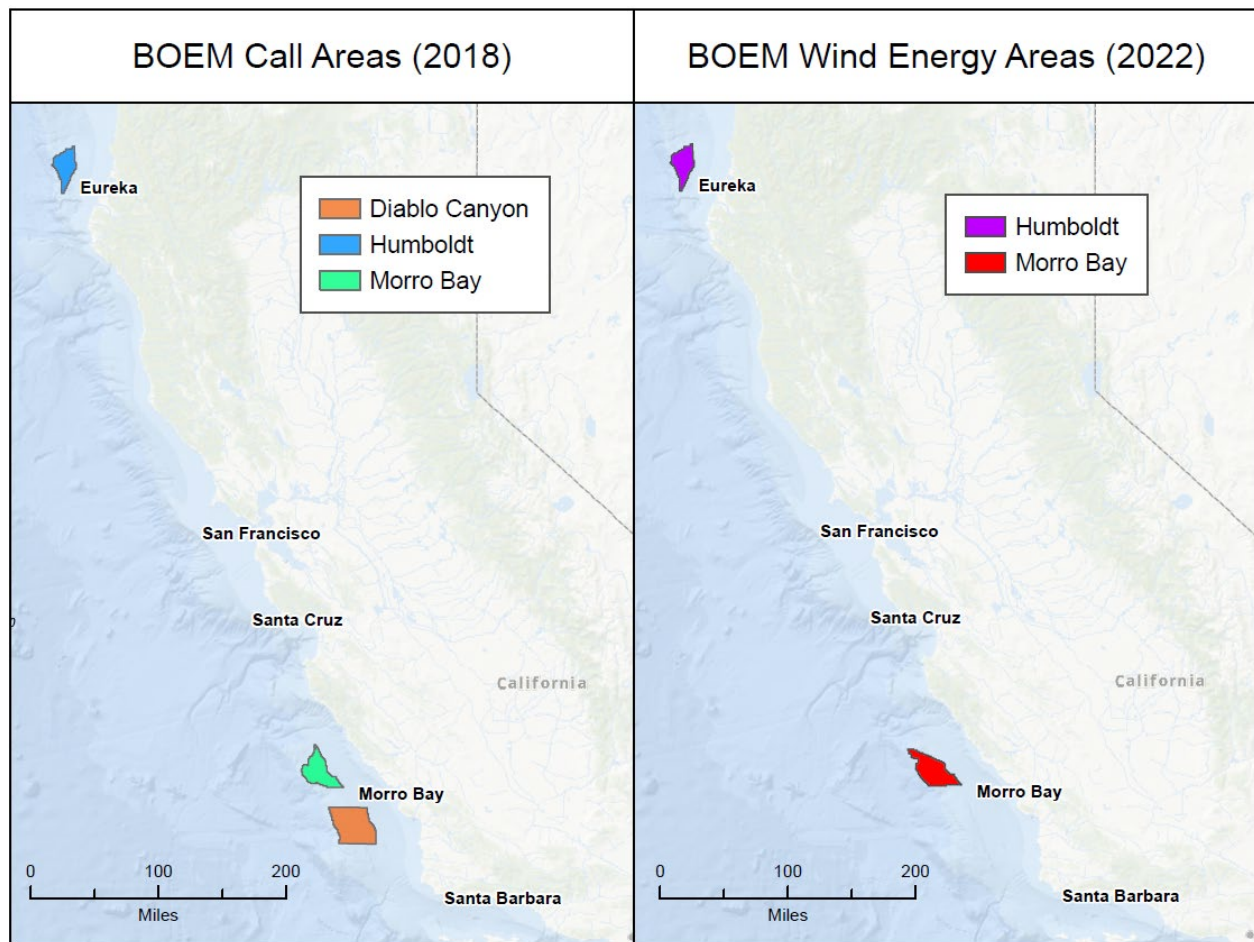 BOEM Call Areas (2018)
Eureka
Diablo Canyon
Humboldt
Morro Bay
San Francisco
Santa Cruz
California
Morro Bay
0 100 200
Miles
Santa Barbara
BOEM Wind Energy Areas (2022)
Eureka
Humboldt
Morro Bay
San Francisco
Santa Cruz
California
Morro Bay
0 100 200
Miles
Santa Barbara